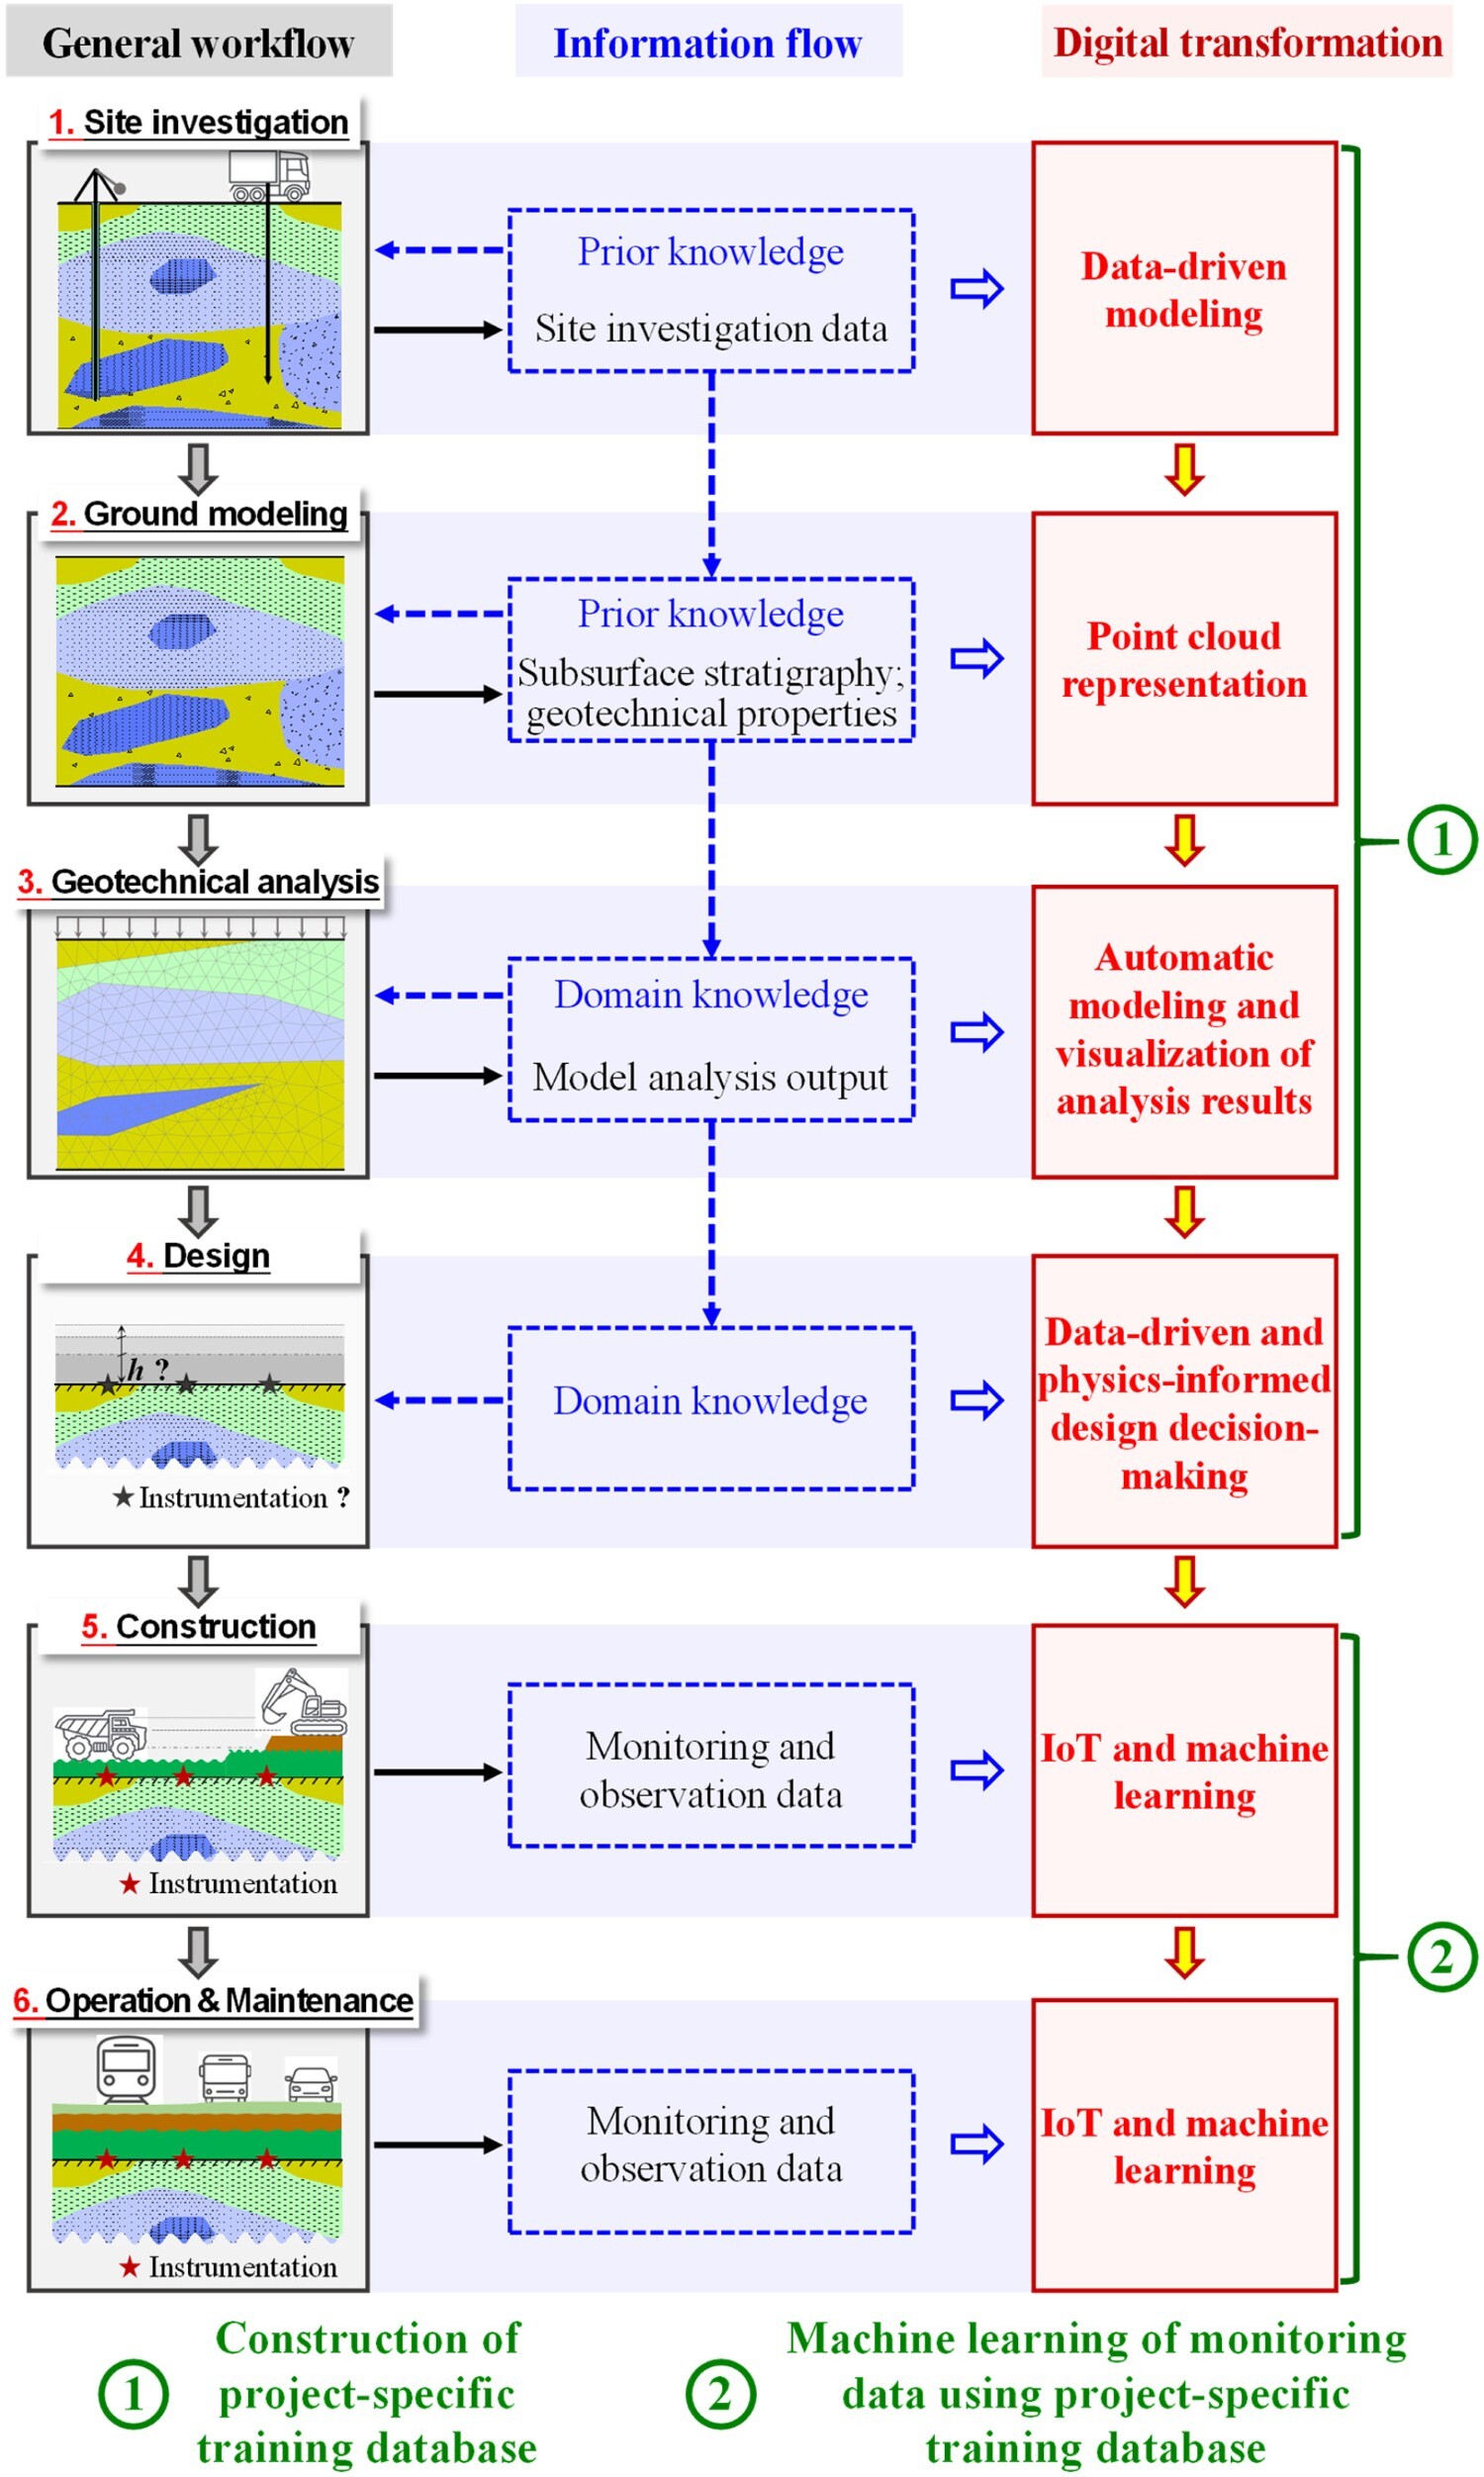 General workflow
Information flow
Digital transformation
1. Site investigation
Prior knowledge
Site investigation data
Data-driven
modeling
2. Ground modeling
Prior knowledge
Subsurface stratigraphy;
geotechnical properties
Point cloud
representation
1
3. Geotechnical analysis
Domain knowledge
Model analysis output
Automatic
modeling and
visualization of
analysis results
4. Design
h ?
★ Instrumentation ?
Domain knowledge
Data-driven and
physics-informed
design decision-
making
5. Construction
★ Instrumentation
Monitoring and
observation data
IoT and machine
learning
2
6. Operation & Maintenance
★ Instrumentation
Monitoring and
observation data
IoT and machine
learning
1
Construction of
project-specific
training database
2
Machine learning of monitoring
data using project-specific
training database